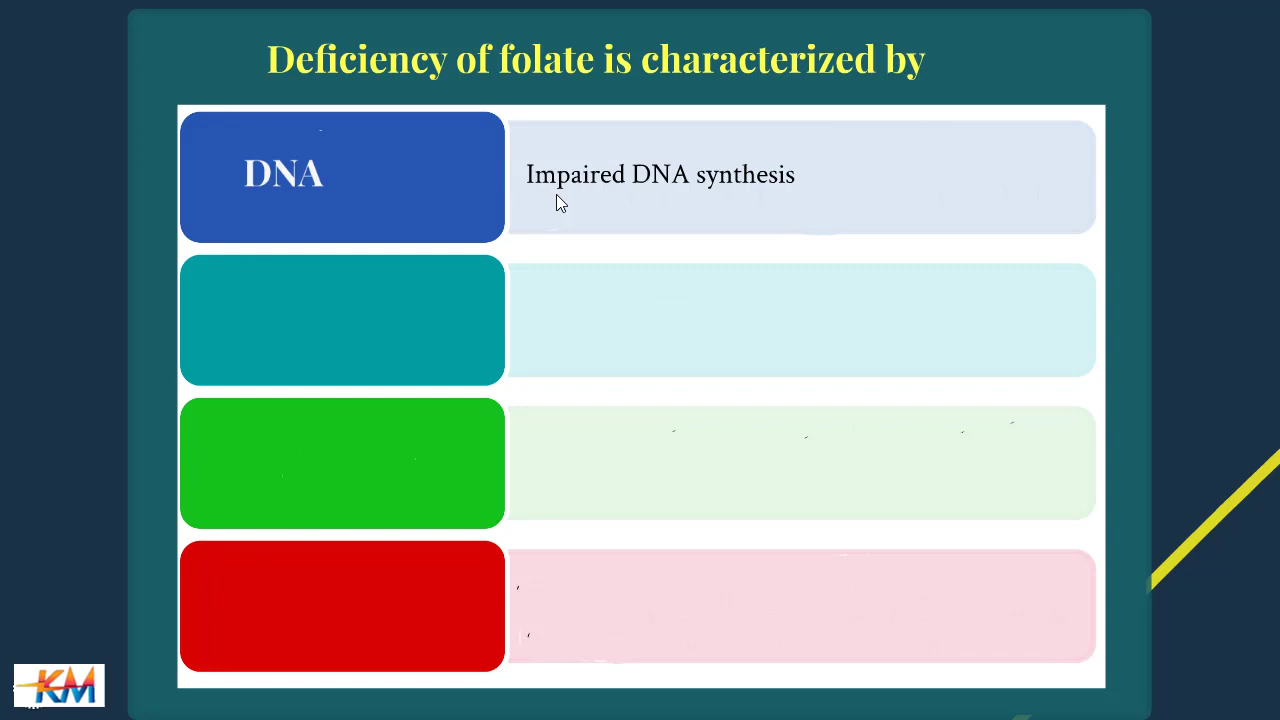 Deficiency of folate is characterized by
DNA
Impaired DNA synthesis
KM